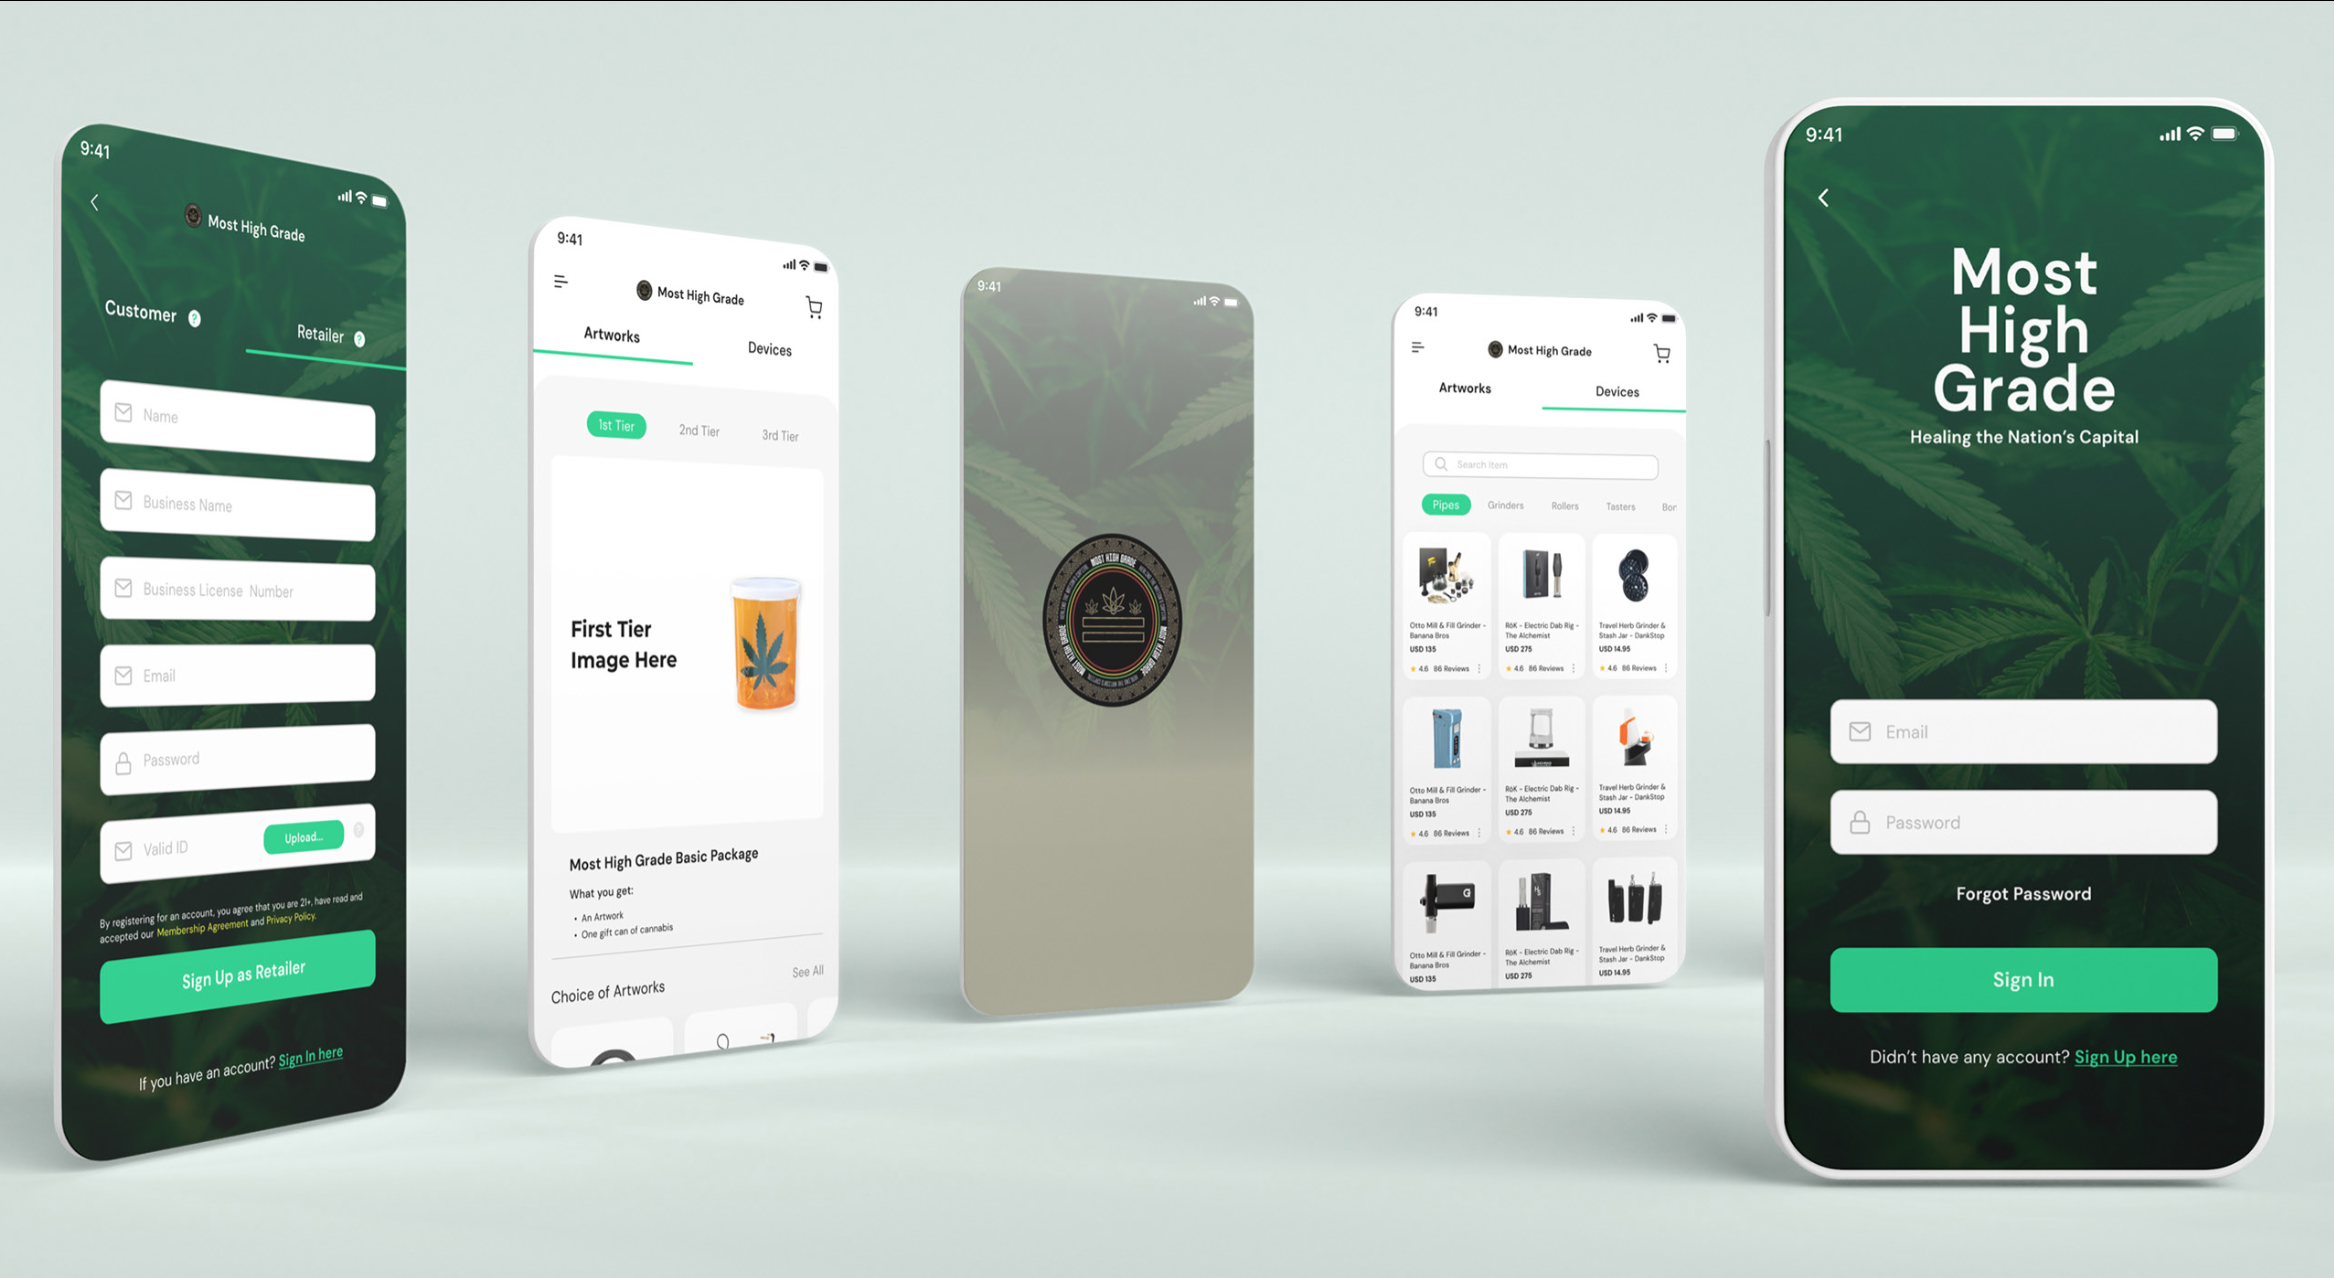 9:41
Most High Grade
Customer ?
Retailer ?
Name
Business Name
Business License Number
Email
Password
Valid ID
Upload...
?
By registering for an account, you agree that you are 21+, have read and
accepted our Membership Agreement and Privacy Policy.
Sign Up as Retailer
If you have an account? Sign In here
9:41
Most High Grade
Artworks
Devices
1st Tier
2nd Tier
3rd Tier
First Tier
Image Here
Most High Grade Basic Package
What you get:
• An Artwork
• One gift can of cannabis
Choice of Artworks
See All
9:41
MOST HIGH GRADE
MOST HIGH GRADE
MOST HIGH GRADE
9:41
Most High Grade
Artworks
Devices
Search Item
Pipes
Grinders
Rollers
Tasters
Bor
Otto Mill & Fill Grinder -
Banana Bros
USD 135
4.6 86 Reviews
RöK - Electric Dab Rig -
The Alchemist
USD 275
4.6 86 Reviews
Travel Herb Grinder &
Stash Jar - DankStop
USD 14.95
4.6 86 Reviews
Otto Mill & Fill Grinder -
Banana Bros
USD 135
4.6 86 Reviews
RöK - Electric Dab Rig -
The Alchemist
USD 275
4.6 86 Reviews
Travel Herb Grinder &
Stash Jar - DankStop
USD 14.95
4.6 86 Reviews
G
Otto Mill & Fill Grinder -
Banana Bros
USD 135
RöK - Electric Dab Rig -
The Alchemist
USD 275
Travel Herb Grinder &
Stash Jar - DankStop
USD 14.95
9:41
Most
High
Grade
Healing the Nation's Capital
Email
Password
Forgot Password
Sign In
Didn't have any account? Sign Up here